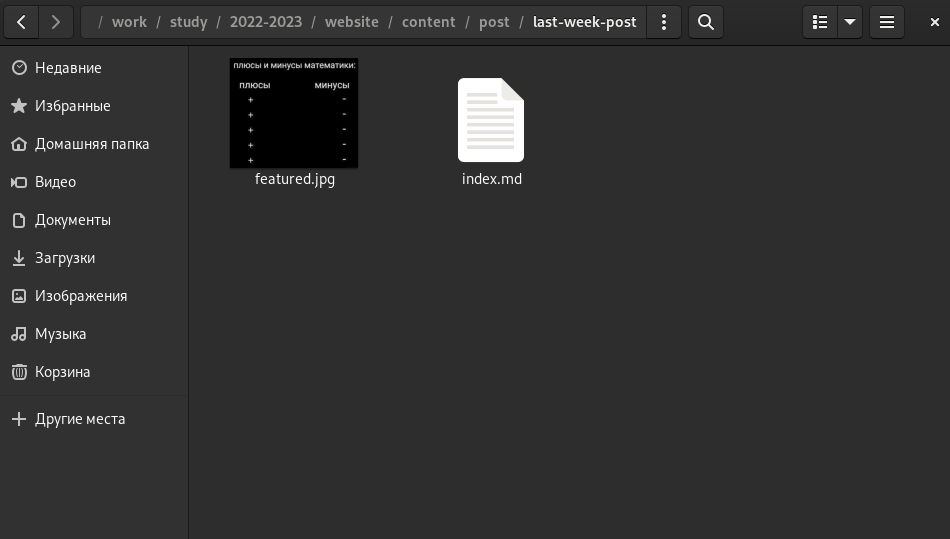 / work / study / 2022-2023 / website / content / post / last-week-post
Недавние
Избранные
Домашняя папка
Видео
Документы
Загрузки
Изображения
Музыка
Корзина
Другие места
плюсы и минусы математики:
плюсы минусы
+ -
+ -
+ -
+ -
+ -
featured.jpg
index.md